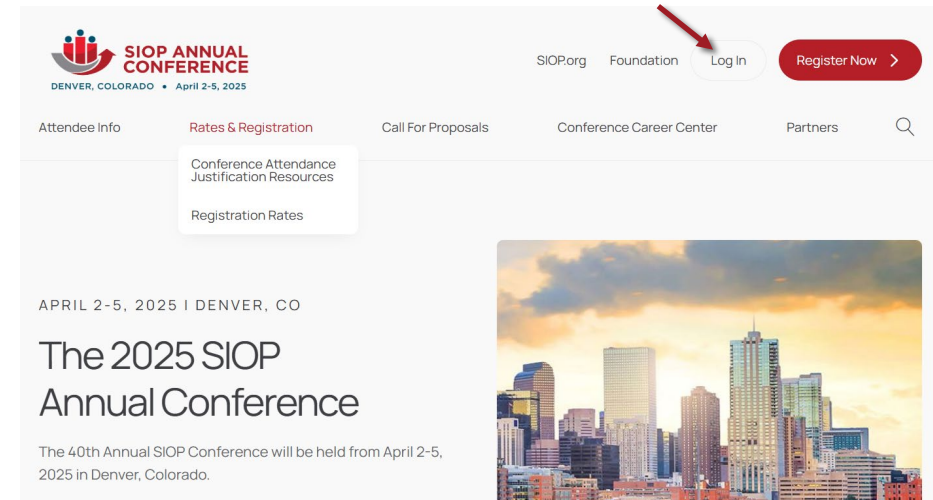 SIOP ANNUAL
CONFERENCE
DENVER, COLORADO • April 2-5, 2025
SIOP.org Foundation Log In Register Now
Attendee Info Rates & Registration Call For Proposals Conference Career Center Partners
Conference Attendance
Justification Resources
Registration Rates
APRIL 2-5, 2025 | DENVER, CO
The 2025 SIOP
Annual Conference
The 40th Annual SIOP Conference will be held from April 2-5,
2025 in Denver, Colorado.